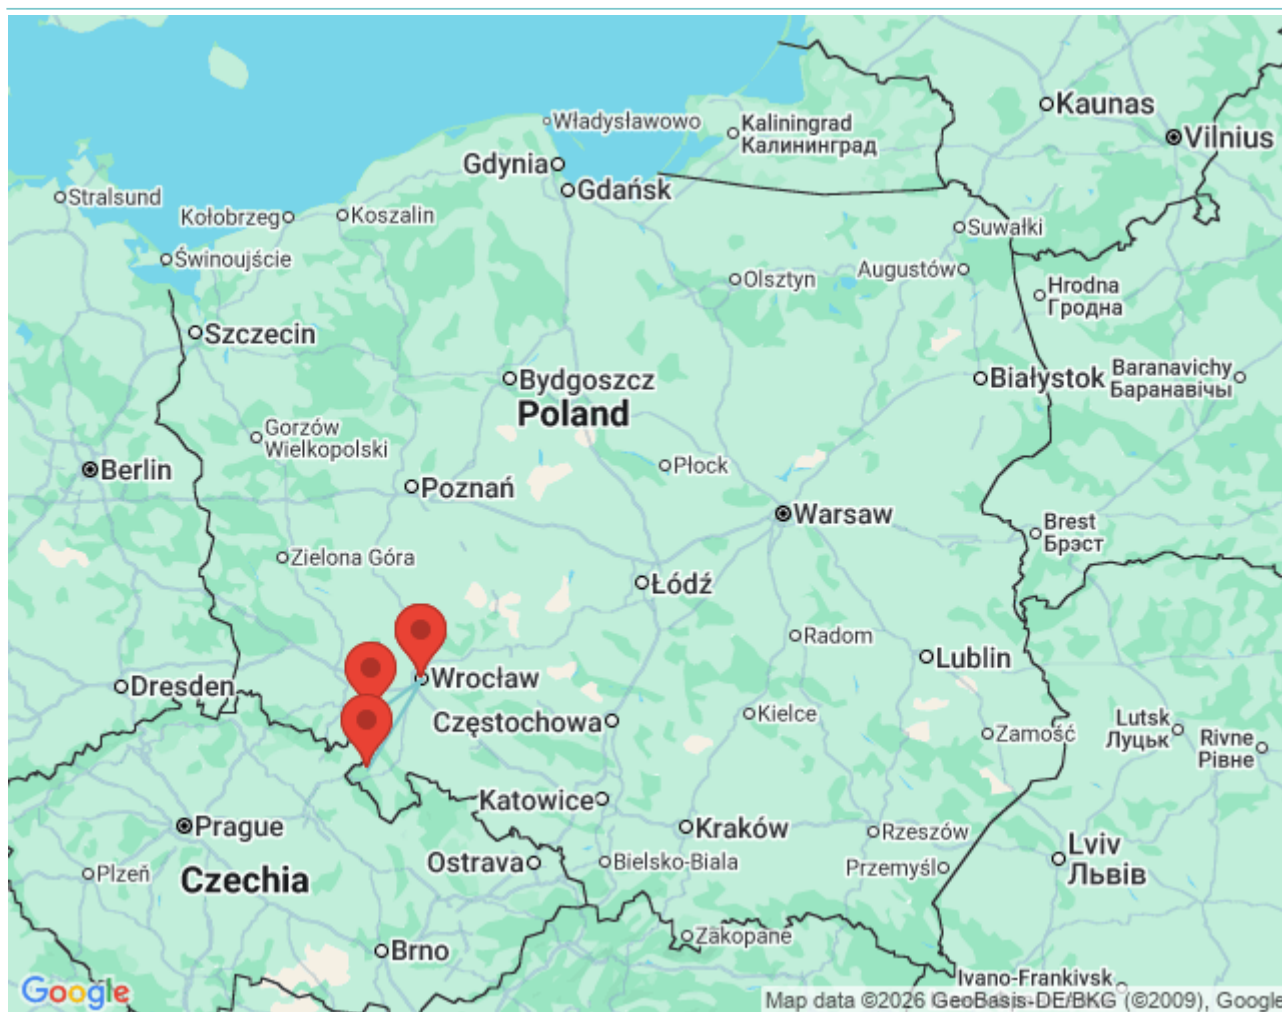 Kaunas
Vilnius
Władysławowo
Kaliningrad
Калининград
Gdynia
Gdańsk
Stralsund
Kołobrzeg
Koszalin
Suwałki
Świnoujście
Augustów
Olsztyn
Hrodna
Гродна
Szczecin
Bydgoszcz
Białystok
Baranavichy
Баранавічы
Poland
Gorzów
Wielkopolski
Berlin
Płock
Poznań
Warsaw
Brest
Брэст
Zielona Góra
Łódź
Radom
Lublin
Dresden
Wrocław
Częstochowa
Kielce
Zamość
Lutsk
Луцьк
Rivne
Рівне
Katowice
Prague
Kraków
Rzeszów
Ostrava
Bielsko-Biala
Przemyśl
Lviv
Львів
Plzeň
Czechia
Zakopane
Brno
Ivano-Frankivsk
Google
Map data ©2026 GeoBasis-DE/BKG (©2009), Google